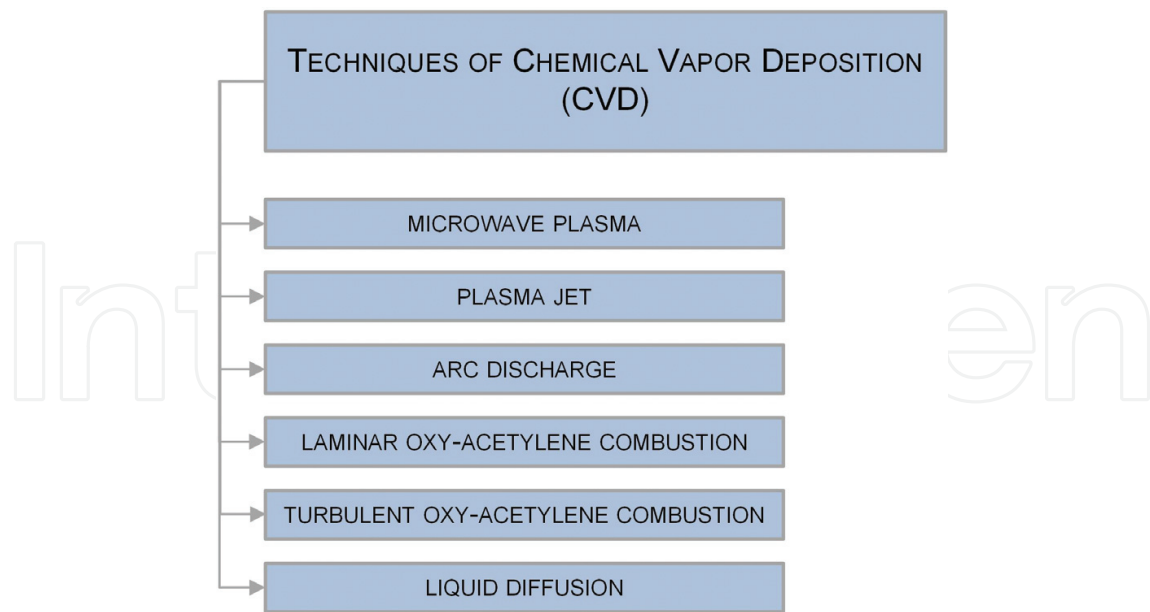 TECHNIQUES OF CHEMICAL VAPOR DEPOSITION
(CVD)
MICROWAVE PLASMA
PLASMA JET
ARC DISCHARGE
LAMINAR OXY-ACETYLENE COMBUSTION
TURBULENT OXY-ACETYLENE COMBUSTION
LIQUID DIFFUSION